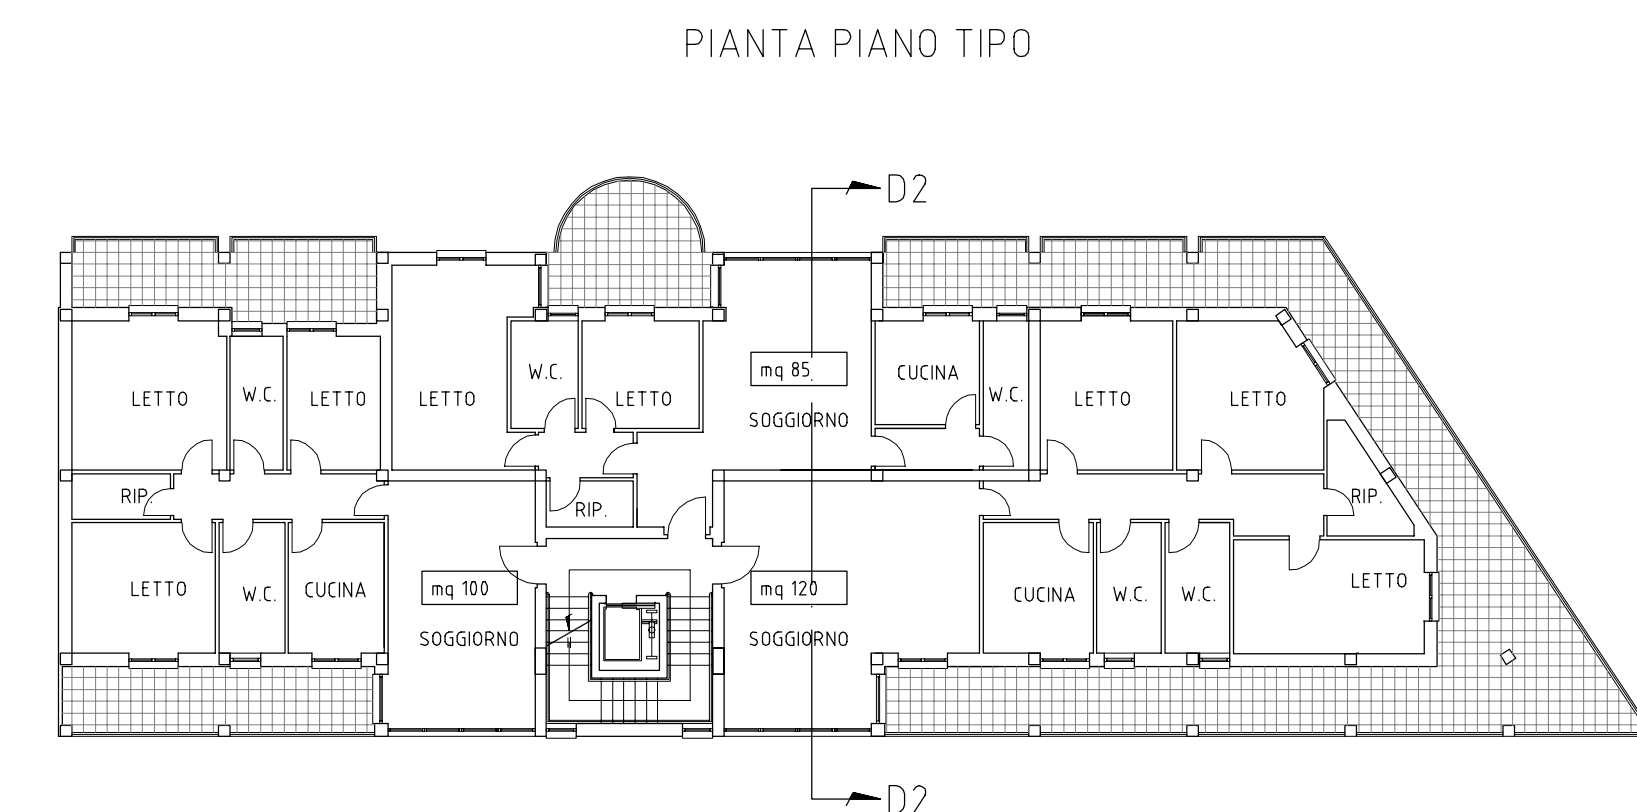 PIANTA PIANO TIPO
D2
mq 85
CUCINA
W.C.
W.C.
LETTO
W.C.
LETTO
LETTO
LETTO
LETTO
LETTO
SOGGIORNO
RIP.
RIP.
RIP.
LETTO
W.C.
CUCINA
mq 100
mq 120
CUCINA
W.C.
W.C.
LETTO
SOGGIORNO
SOGGIORNO
D2